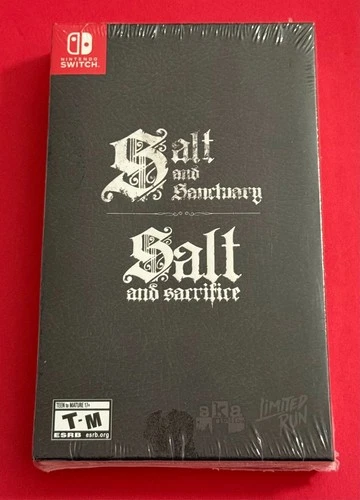 NINTENDO
SWITCH
Salt
and
Sanctuary
Salt
and sacrifice
TEEN to MATURE 17+
T-M
ESRB esrb.org
LIMITED
RUN